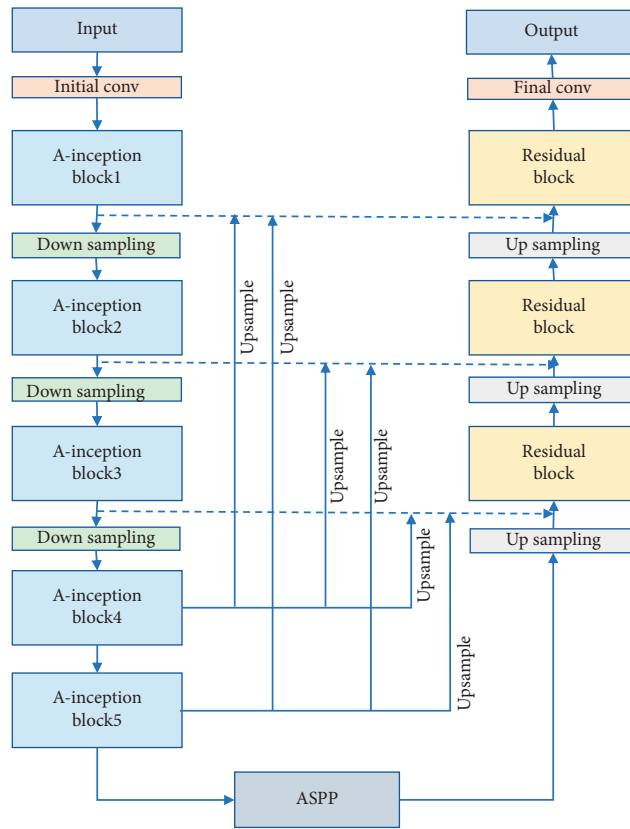 Input
Initial conv
A-inception
block1
Down sampling
A-inception
block2
Down sampling
A-inception
block3
Down sampling
A-inception
block4
A-inception
block5
ASPP
Upsample
Upsample
Upsample
Upsample
Upsample
Upsample
Output
Final conv
Residual
block
Up sampling
Residual
block
Up sampling
Residual
block
Up sampling